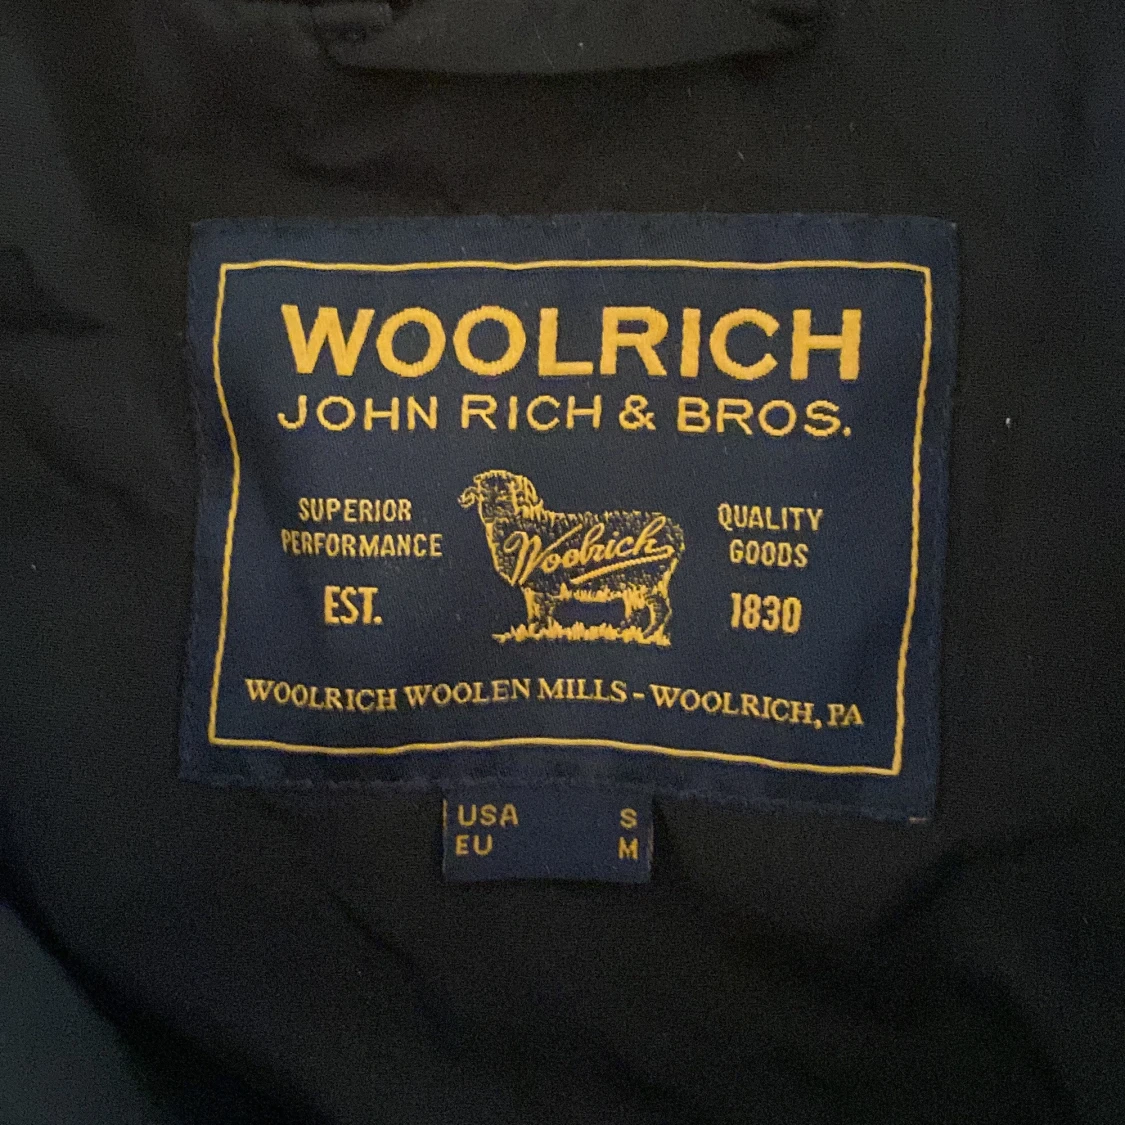 WOOLRICH
JOHN RICH & BROS.
SUPERIOR
PERFORMANCE
EST.
Woolrich
QUALITY
GOODS
1830
WOOLRICH WOOLEN MILLS - WOOLRICH, PA
USA S
EU M